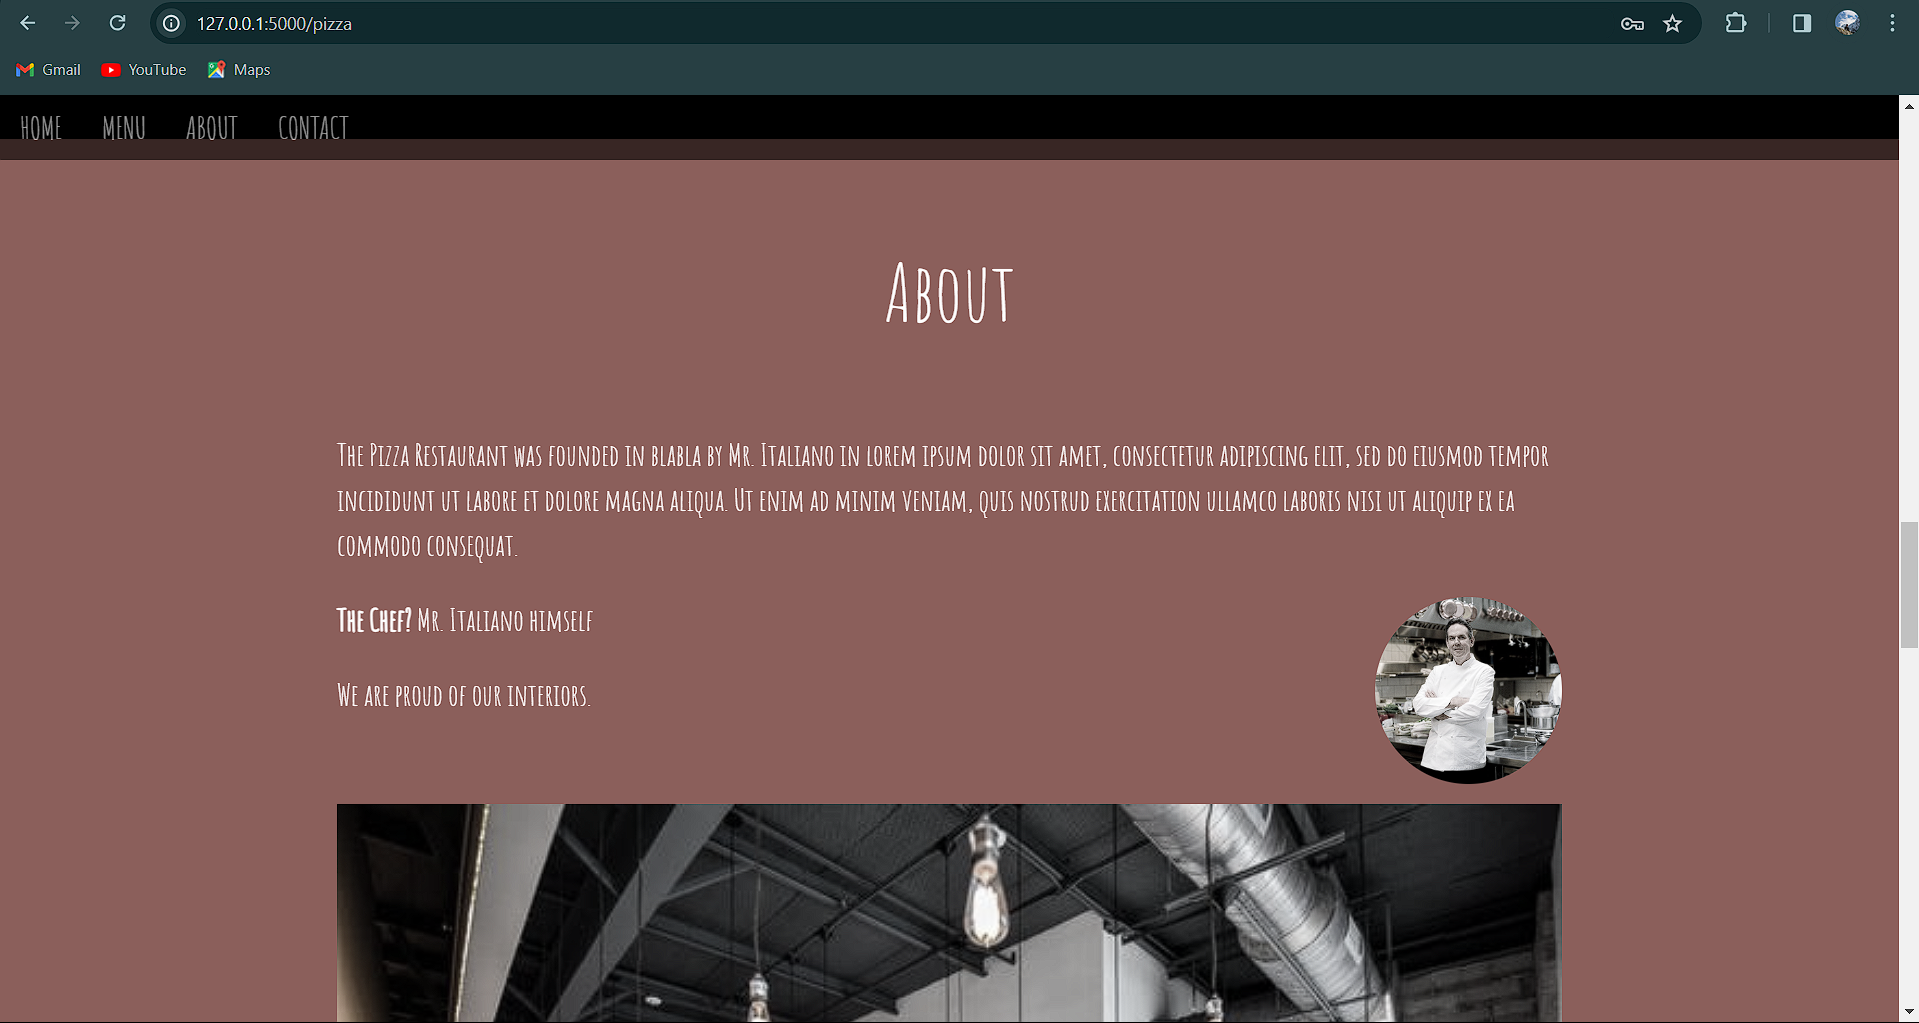 127.0.0.1:5000/pizza
Gmail YouTube Maps
HOME MENU ABOUT CONTACT
About
The Pizza Restaurant was founded in blabla by Mr. Italiano in lorem ipsum dolor sit amet, consectetur adipiscing elit, sed do eiusmod tempor
incididunt ut labore et dolore magna aliqua. Ut enim ad minim veniam, quis nostrud exercitation ullamco laboris nisi ut aliquip ex ea
commodo consequat.
The Chef? Mr. Italiano himself
We are proud of our interiors.